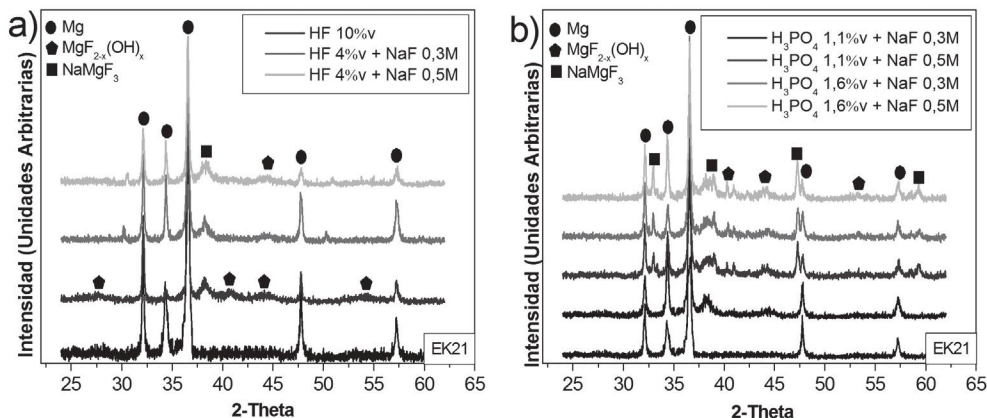 a)
Mg
MgF2-x(OH)x
NaMgF3
HF 10%v
HF 4%v + NaF 0,3M
HF 4%v + NaF 0,5M
Intensidad (Unidades Arbitrarias)
EK21
25 30 35 40 45 50 55 60 65
2-Theta
b)
Mg
MgF2-x(OH)x
NaMgF3
H3PO4 1,1%v + NaF 0,3M
H3PO4 1,1%v + NaF 0,5M
H3PO4 1,6%v + NaF 0,3M
H3PO4 1,6%v + NaF 0,5M
Intensidad (Unidades Arbitrarias)
EK21
25 30 35 40 45 50 55 60 65
2-Theta